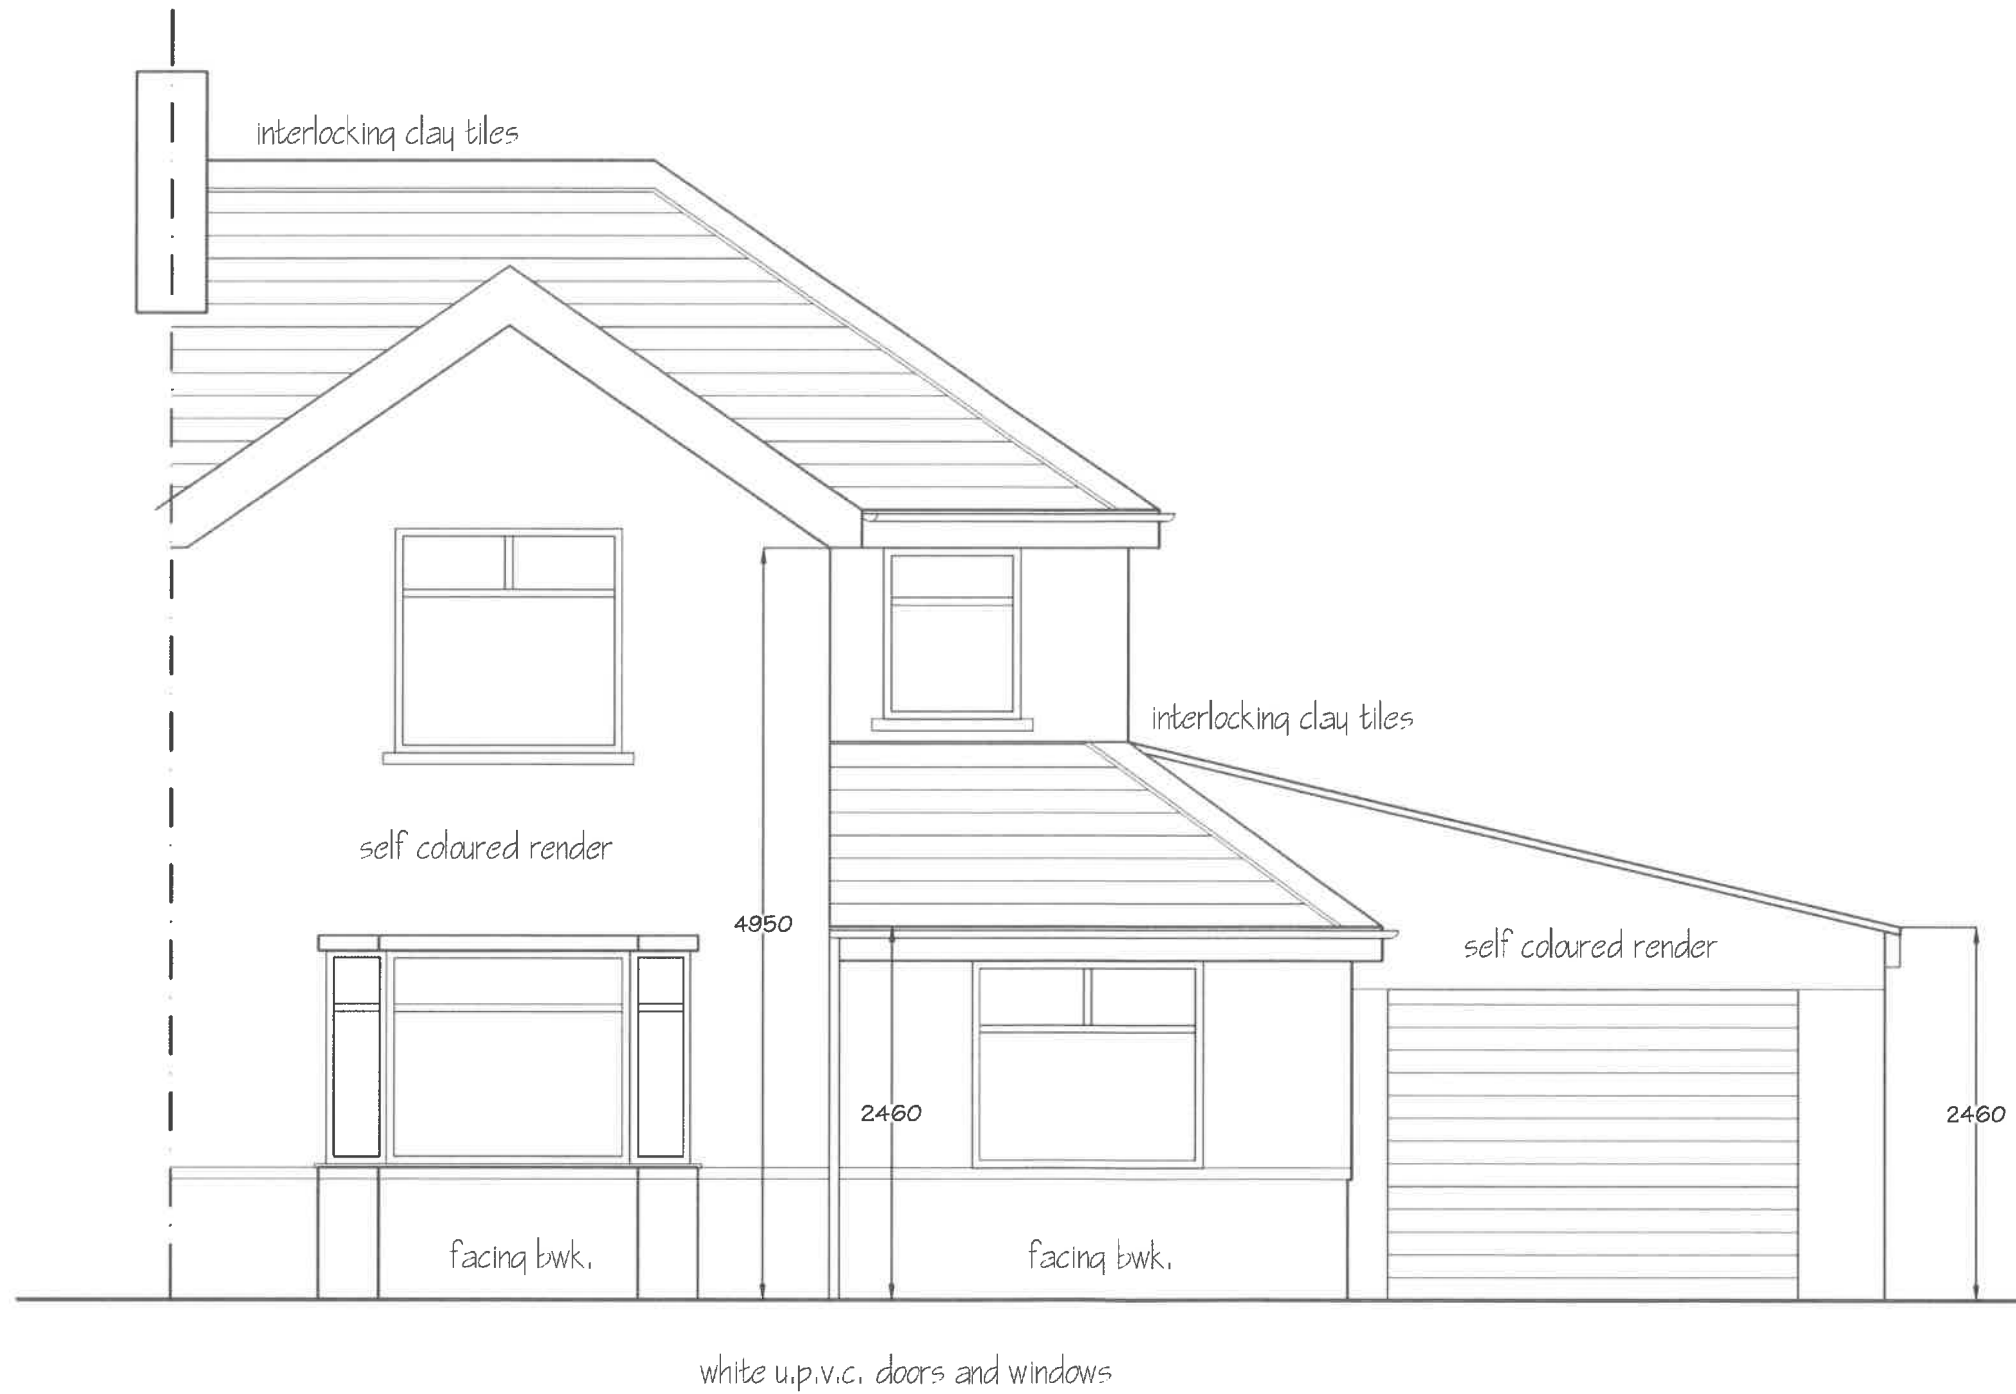 interlocking clay tiles
interlocking clay tiles
self coloured render
4950
self coloured render
2460
2460
facing bwk.
facing bwk.
white u.p.v.c. doors and windows